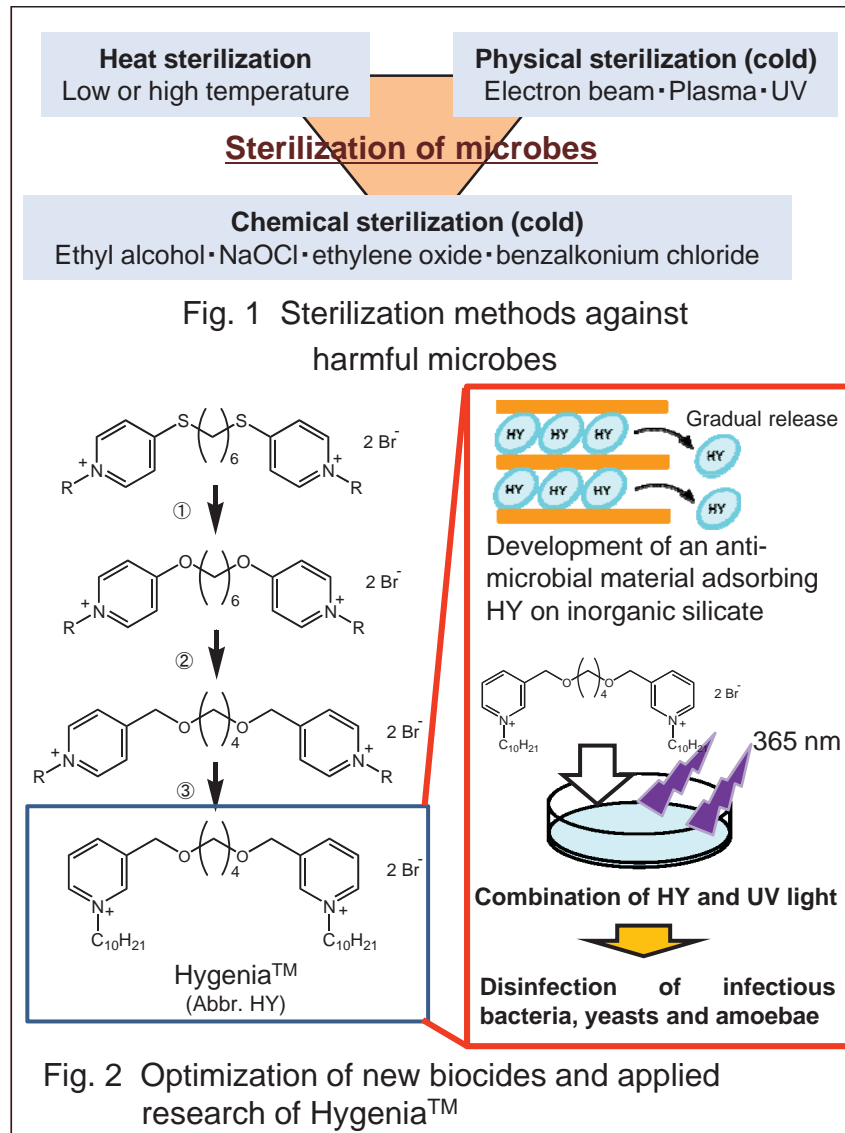 Heat sterilization
Low or high temperature
Physical sterilization (cold)
Electron beam・Plasma・UV
Sterilization of microbes
Chemical sterilization (cold)
Ethyl alcohol・NaOCl・ethylene oxide・benzalkonium chloride
Fig. 1 Sterilization methods against
harmful microbes
S S
( )6
2 Br-
N+ N+
R R
①
O O
( )6
2 Br-
N+ N+
R R
②
O O
( )4
2 Br-
N+ N+
R R
③
O O
( )4
2 Br-
N+ N+
C10H21 C10H21
Hygenia™
(Abbr. HY)
HY HY HY
Gradual release
HY
HY HY HY
HY
Development of an anti-
microbial material adsorbing
HY on inorganic silicate
O O
( )4
2 Br-
N+ N+
C10H21 C10H21
365 nm
Combination of HY and UV light
Disinfection of infectious
bacteria, yeasts and amoebae
Fig. 2 Optimization of new biocides and applied
research of Hygenia™